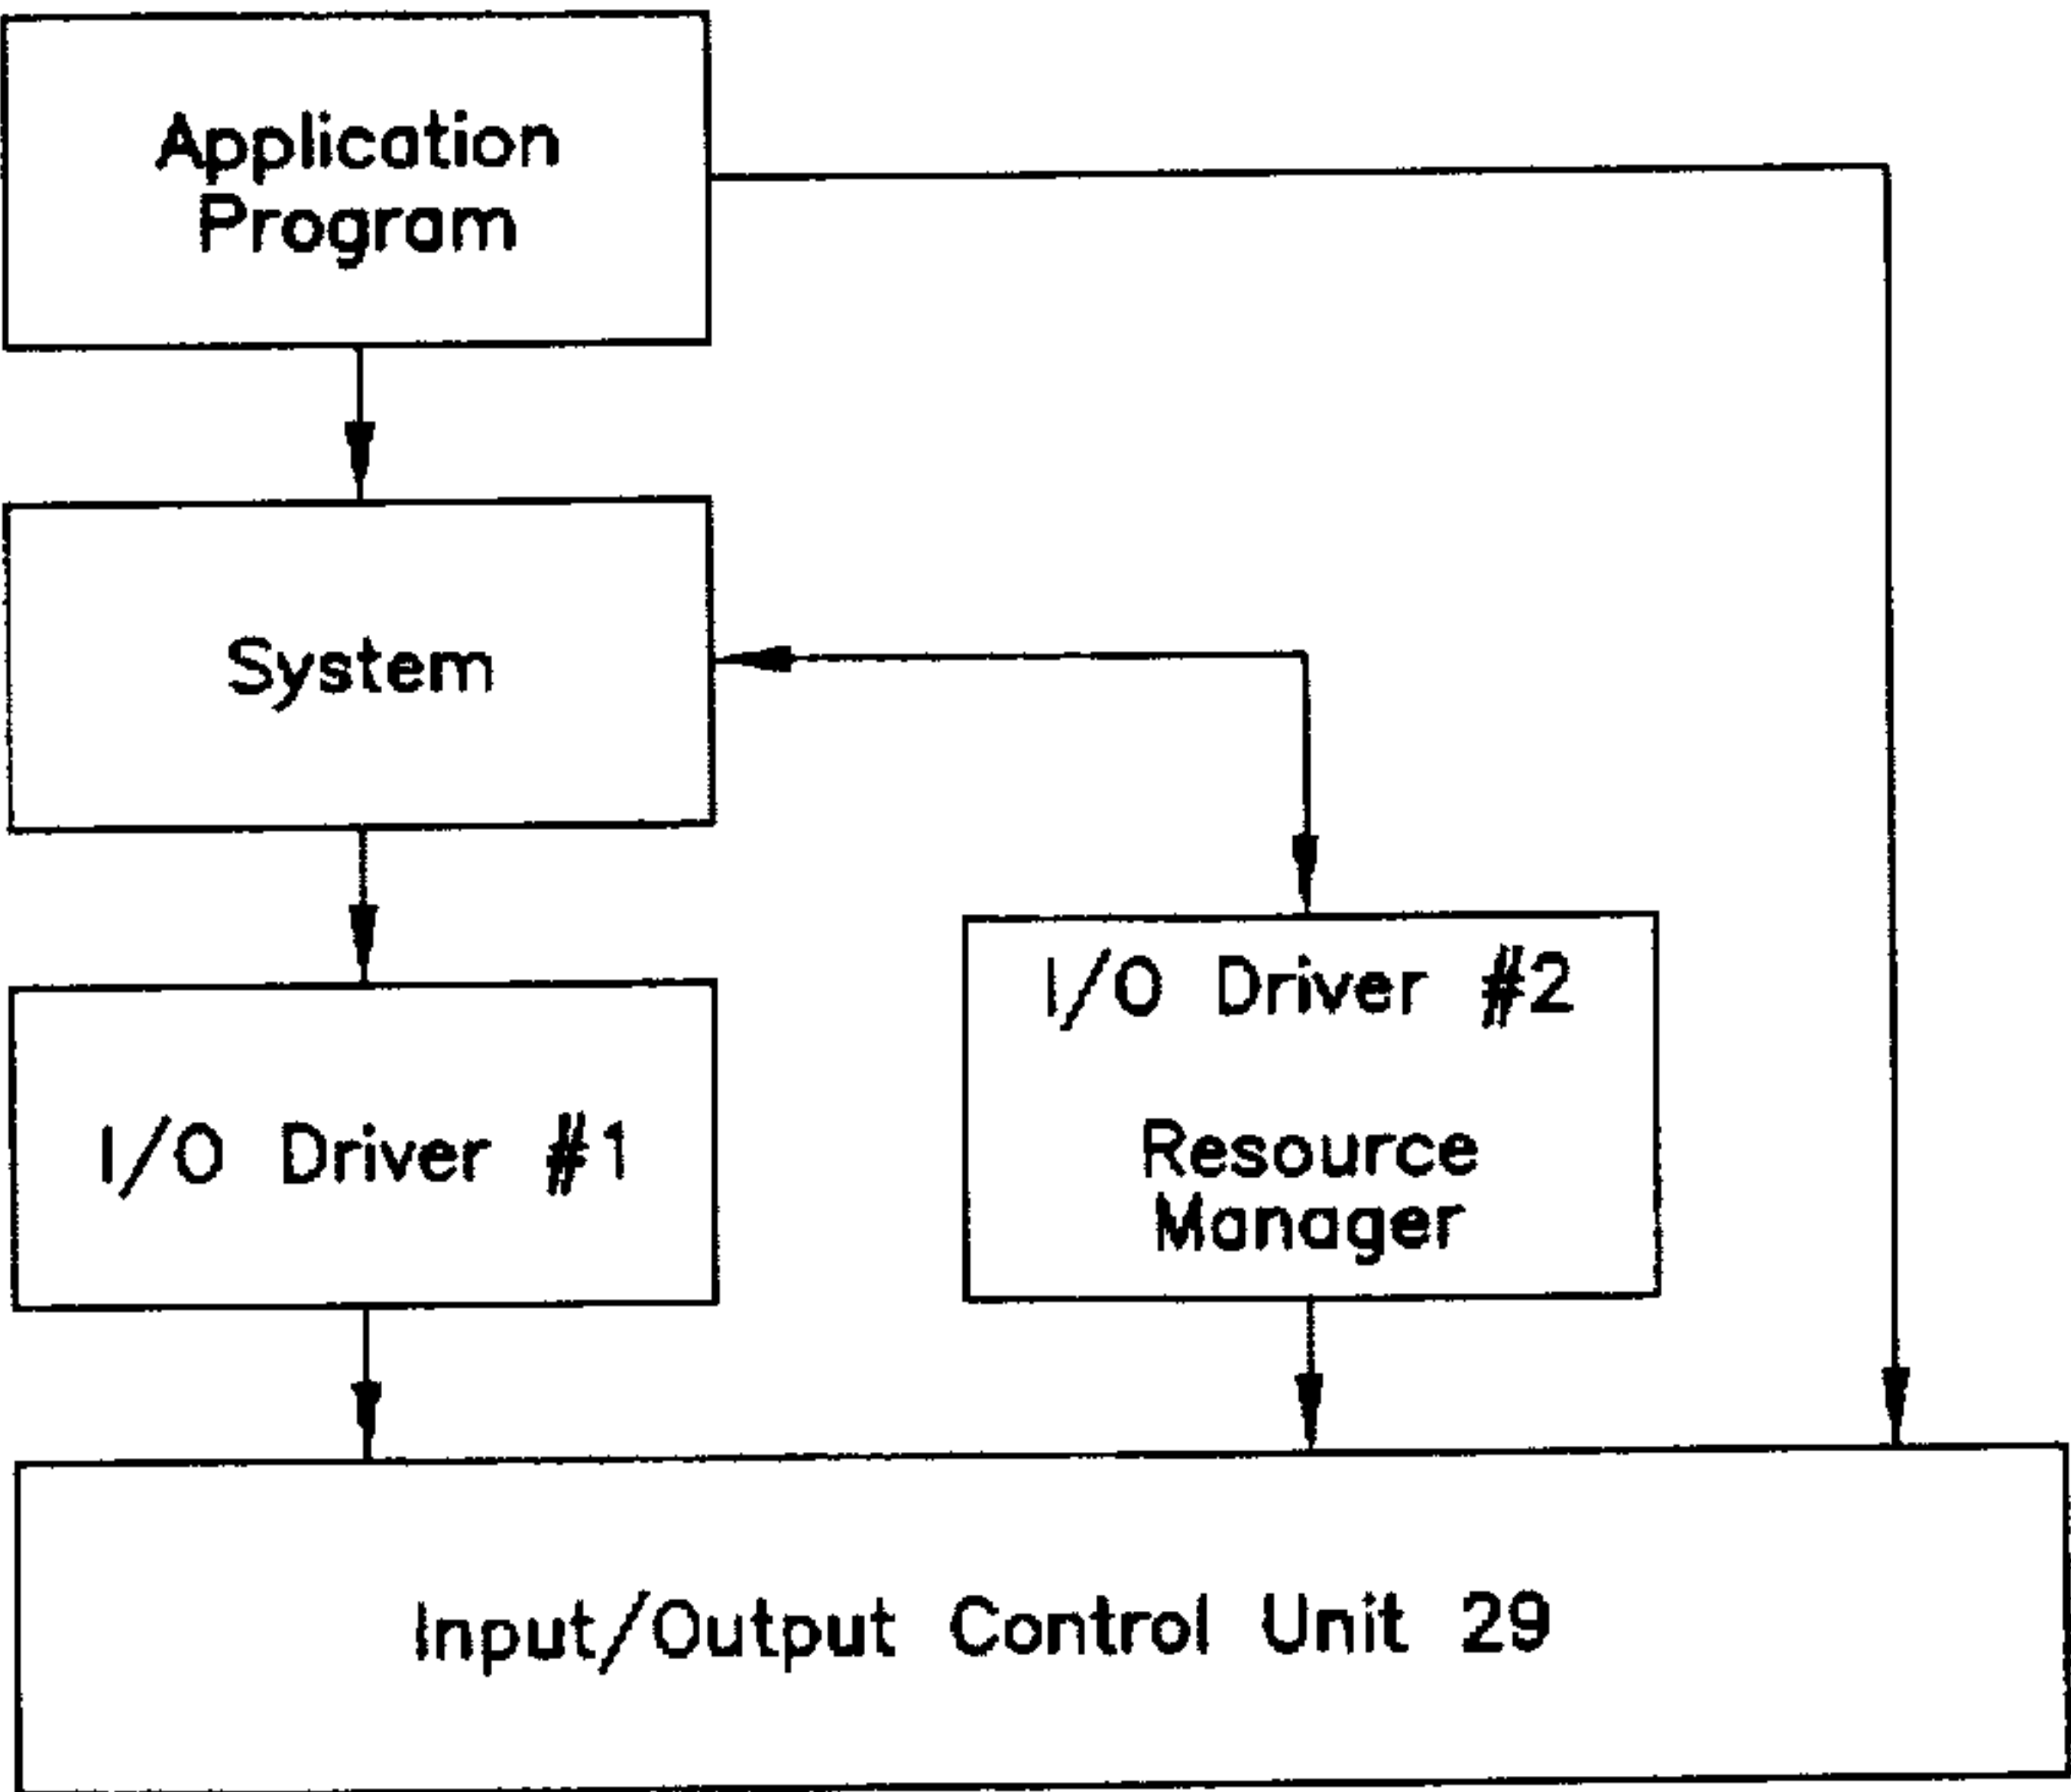 Application
Program
System
I/O Driver #1
I/O Driver #2
Resource
Manager
Input/Output Control Unit 29